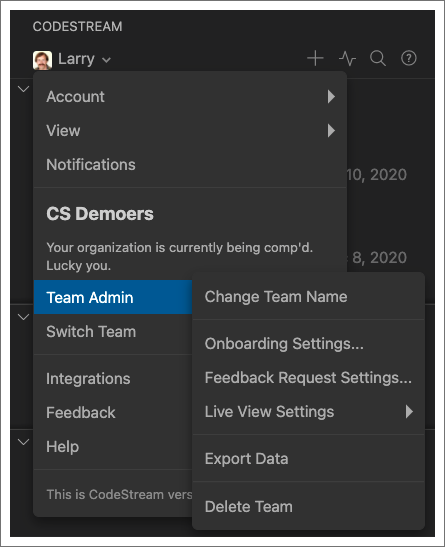 CODESTREAM
Larry
Account
View
Notifications
10, 2020
CS Demoers
Your organization is currently being comp'd.
Lucky you.
8, 2020
Team Admin
Change Team Name
Switch Team
Onboarding Settings...
Integrations
Feedback Request Settings...
Feedback
Live View Settings
Help
Export Data
This is CodeStream vers
Delete Team